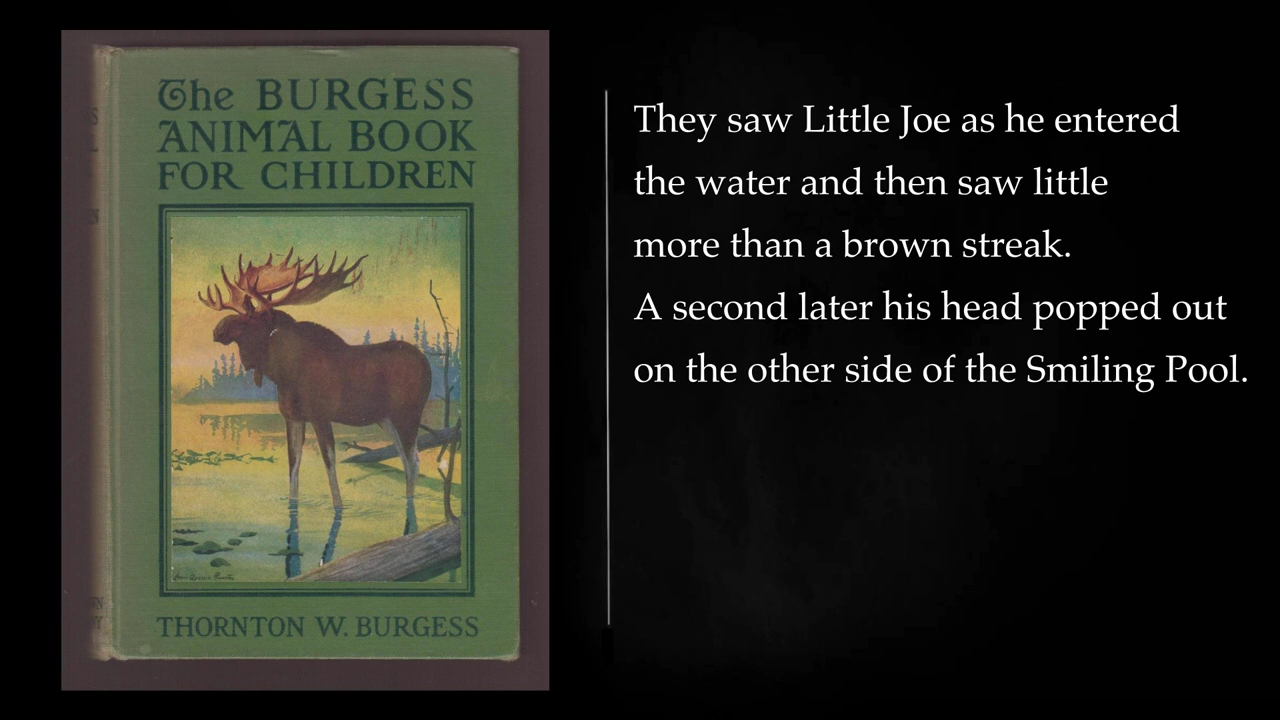 The BURGESS
ANIMAL BOOK
FOR CHILDREN
THORNTON W. BURGESS
They saw Little Joe as he entered
the water and then saw little
more than a brown streak.
A second later his head popped out
on the other side of the Smiling Pool.